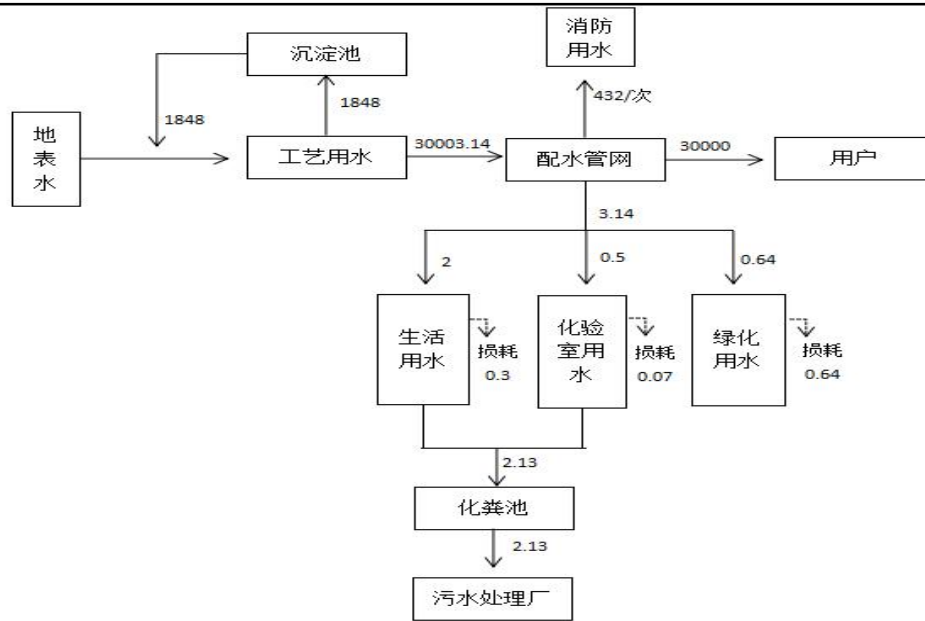 消防
用水
沉淀池
432/次
1848
1848
地
表
水
工艺用水
30003.14
配水管网
30000
用户
3.14
2
0.5
0.64
生活
用水
损耗
0.3
化验
室用
水
损耗
0.07
绿化
用水
损耗
0.64
2.13
化粪池
2.13
污水处理厂